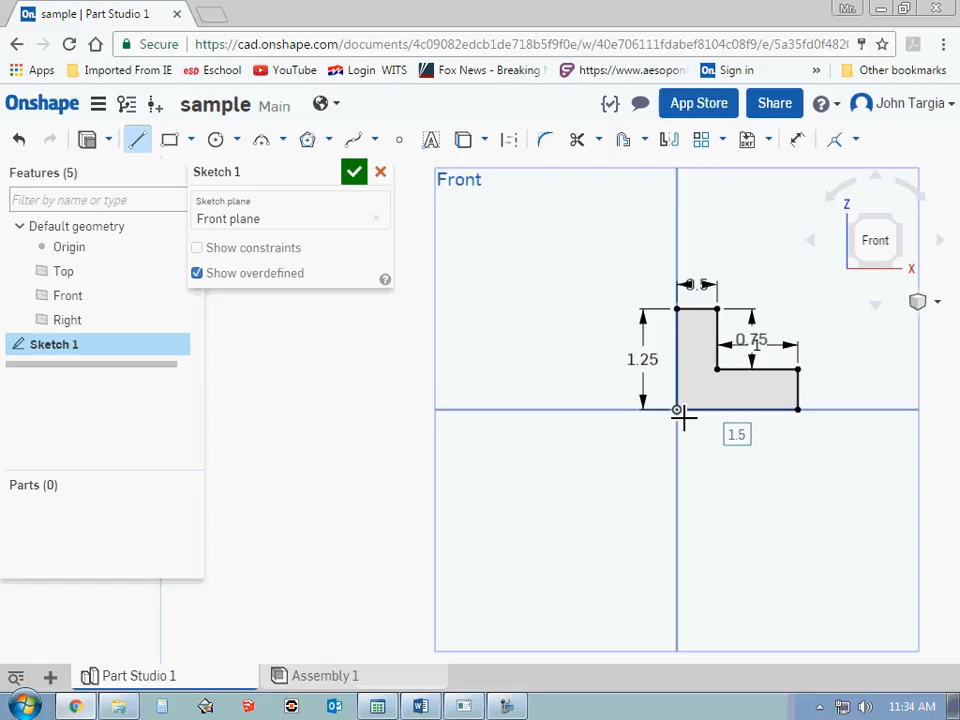 sample | Part Studio 1
Secure https://cad.onshape.com/documents/4c09082edcb1de718b5f9f0e/w/40e706111fdabef8104c08f9/e/5a35fd0f4820
Apps Imported From IE esD Eschool YouTube Login WITS Fox News - Breaking https://www.aesopon Sign in » Other bookmarks
Onshape sample Main App Store Share John Targia
Features (5)
Filter by name or type
Default geometry
Origin
Top
Front
Right
Sketch 1
Parts (0)
Sketch 1
Sketch plane
Front plane
Show constraints
Show overdefined
Front
0.5
1.25
0.75
1
1.5
Z
Front
X
Part Studio 1 Assembly 1
11:34 AM